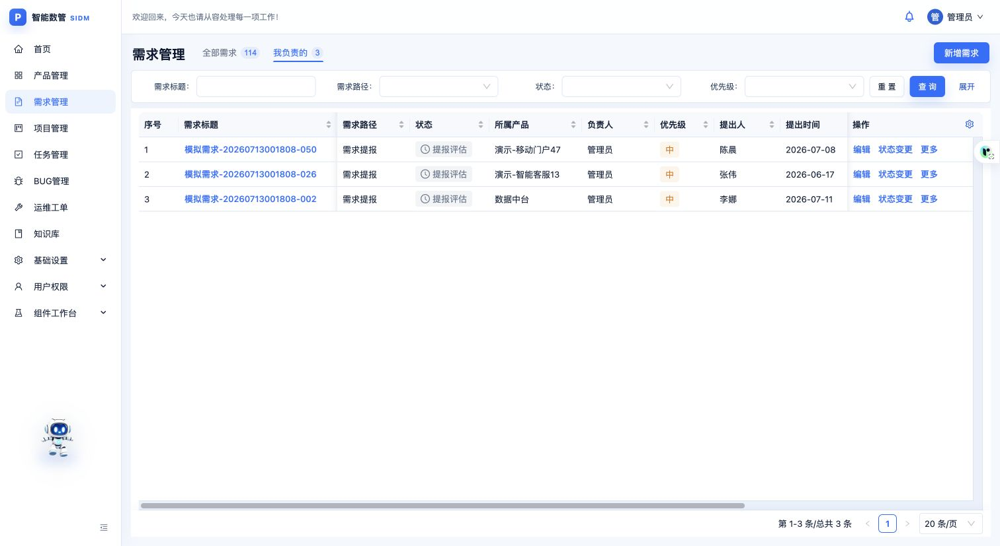 P 智能数管 SIDM
欢迎回来，今天也请从容处理每一项工作！
管 管理员
首页
产品管理
需求管理
项目管理
任务管理
BUG管理
运维工单
知识库
基础设置
用户权限
组件工作台
需求管理 全部需求 114 我负责的 3 新增需求
需求标题： 需求路径： 状态： 优先级： 重 置 查 询 展开
序号 需求标题 需求路径 状态 所属产品 负责人 优先级 提出人 提出时间 操作
1 模拟需求-20260713001808-050 需求提报 提报评估 演示-移动门户47 管理员 中 陈晨 2026-07-08 编辑 状态变更 更多
2 模拟需求-20260713001808-026 需求提报 提报评估 演示-智能客服13 管理员 中 张伟 2026-06-17 编辑 状态变更 更多
3 模拟需求-20260713001808-002 需求提报 提报评估 数据中台 管理员 中 李娜 2026-07-11 编辑 状态变更 更多
第 1-3 条/总共 3 条 1 20 条/页